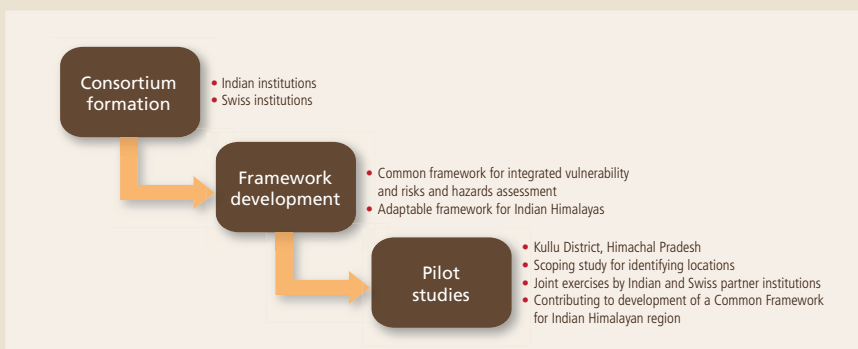 Consortium
formation
• Indian institutions
• Swiss institutions
Framework
development
• Common framework for integrated vulnerability
and risks and hazards assessment
• Adaptable framework for Indian Himalayas
Pilot
studies
• Kullu District, Himachal Pradesh
• Scoping study for identifying locations
• Joint exercises by Indian and Swiss partner institutions
• Contributing to development of a Common Framework
for Indian Himalayan region